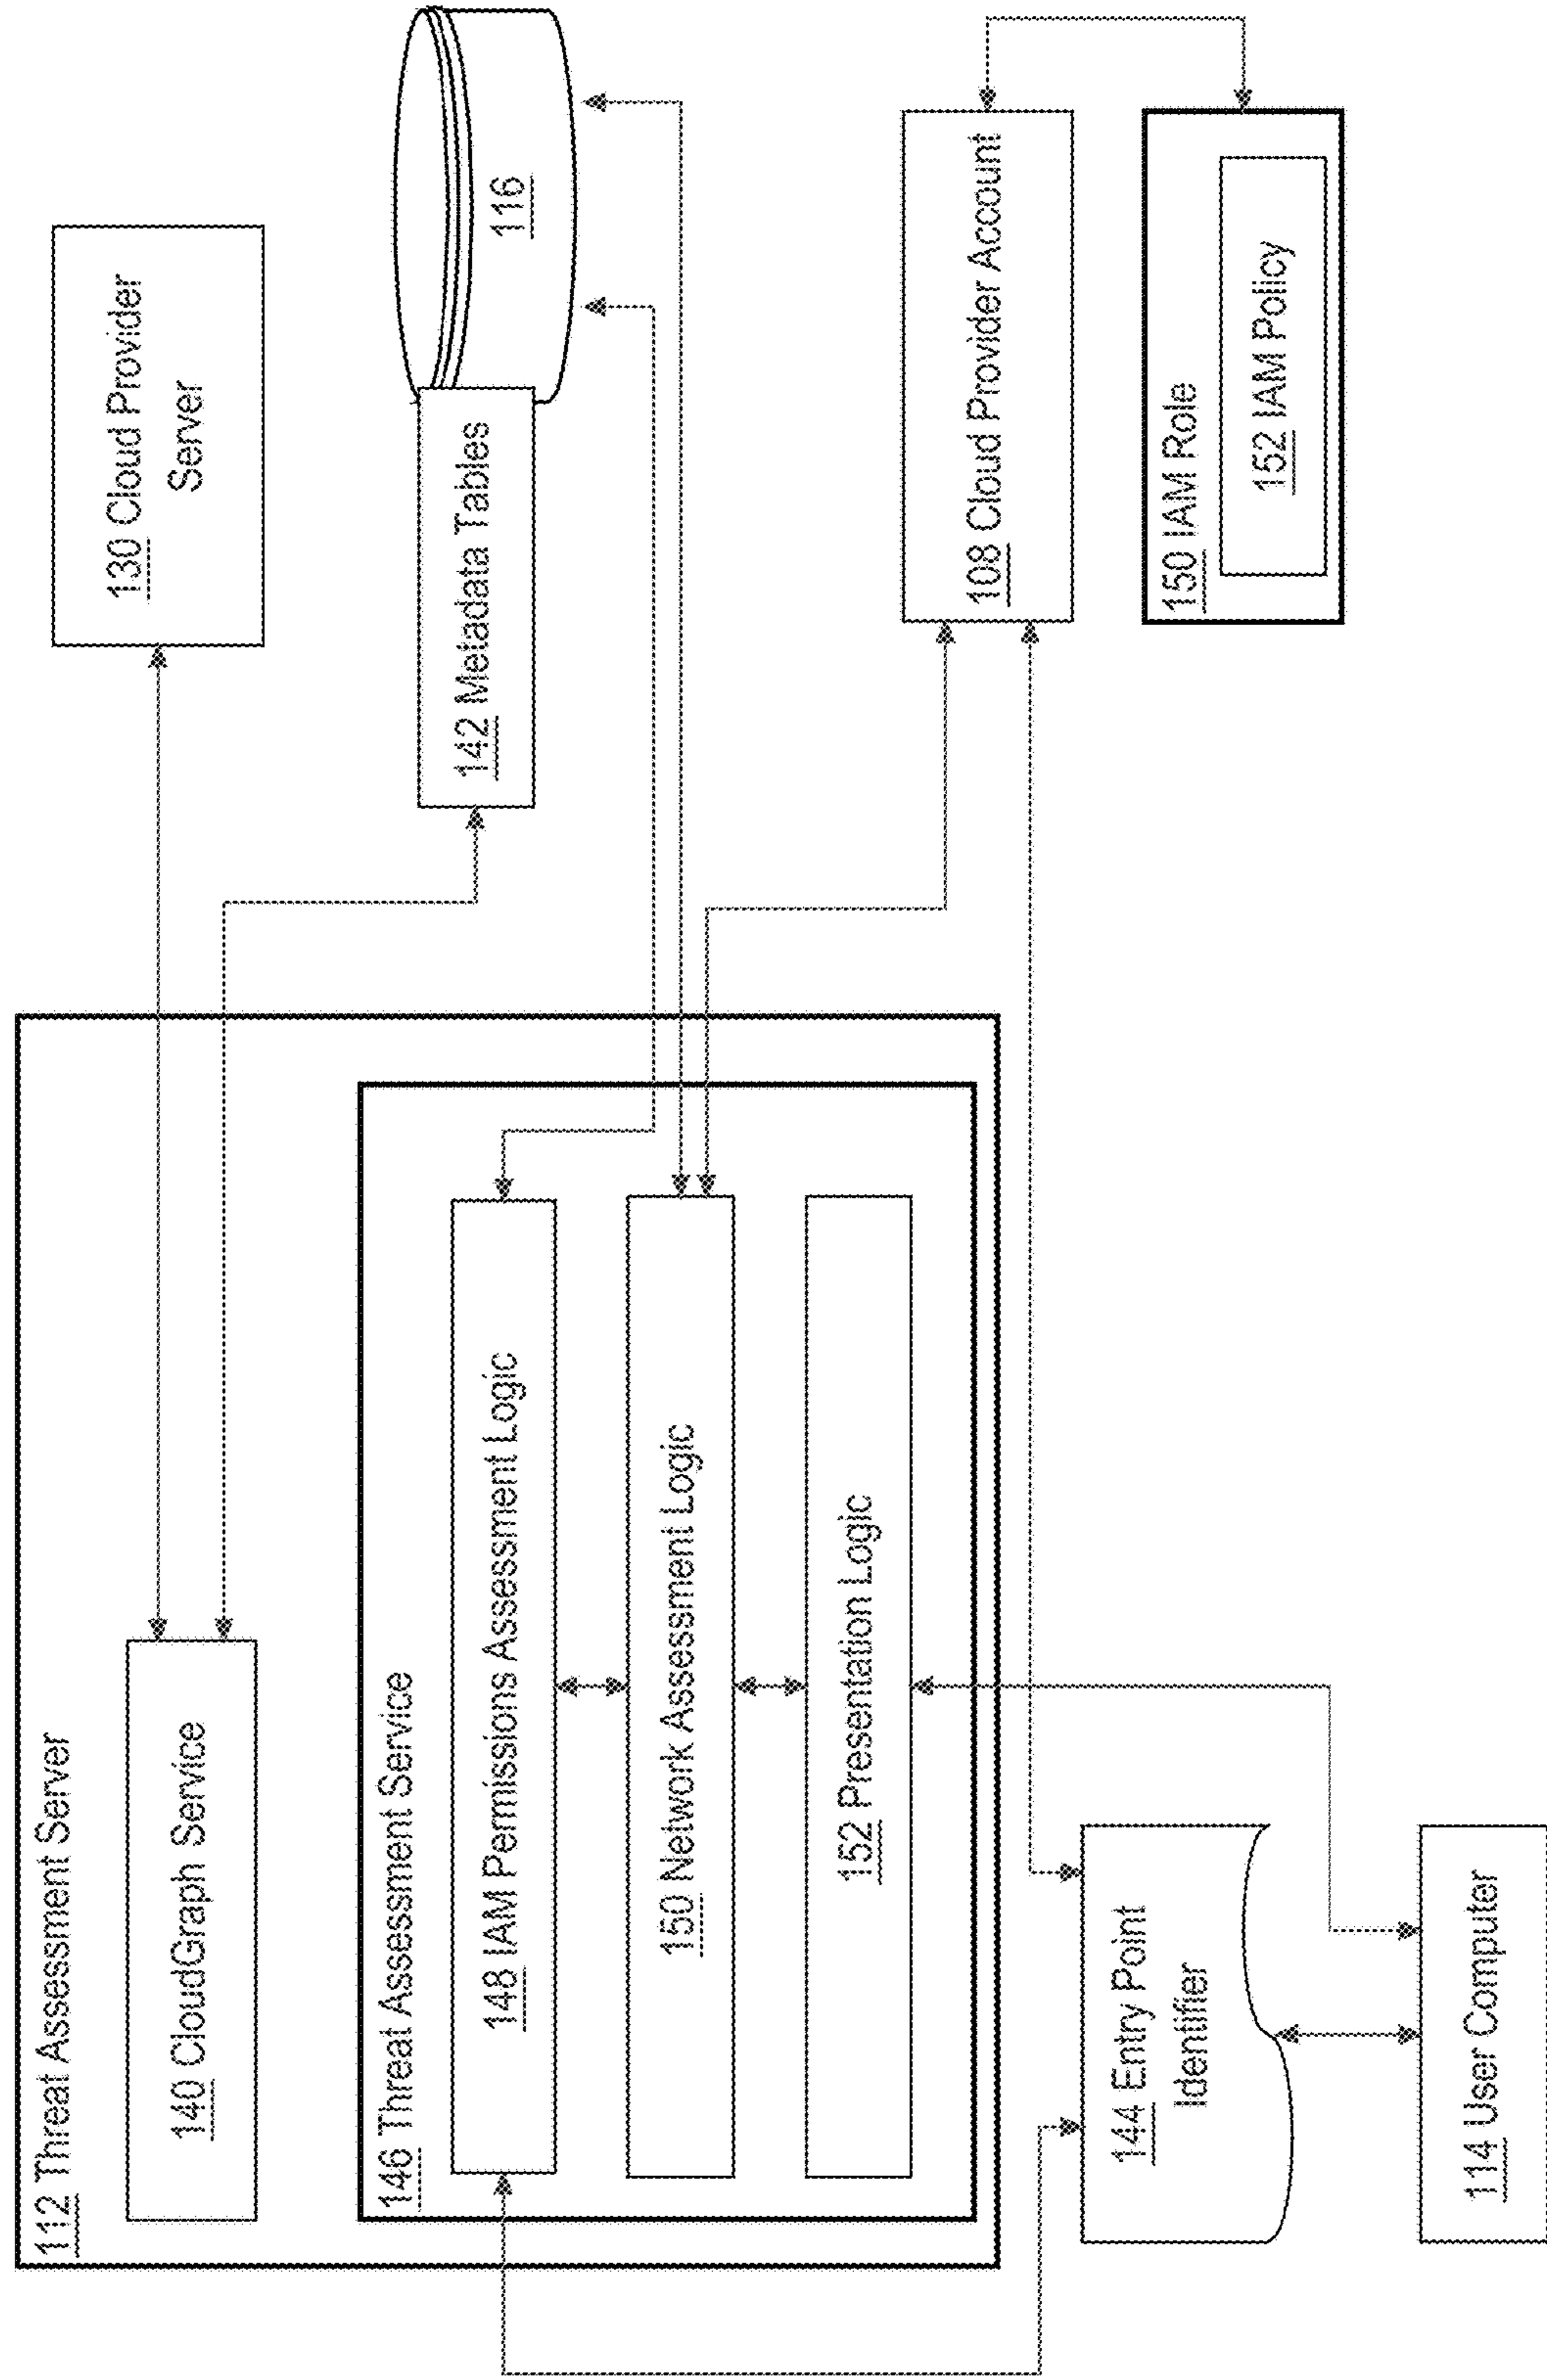 112 Threat Assessment Server
140 CloudGraph Service
146 Threat Assessment Service
148 IAM Permissions Assessment Logic
150 Network Assessment Logic
152 Presentation Logic
130 Cloud Provider
Server
142 Metadata Tables
116
108 Cloud Provider Account
150 IAM Role
152 IAM Policy
144 Entry Point
Identifier
114 User Computer